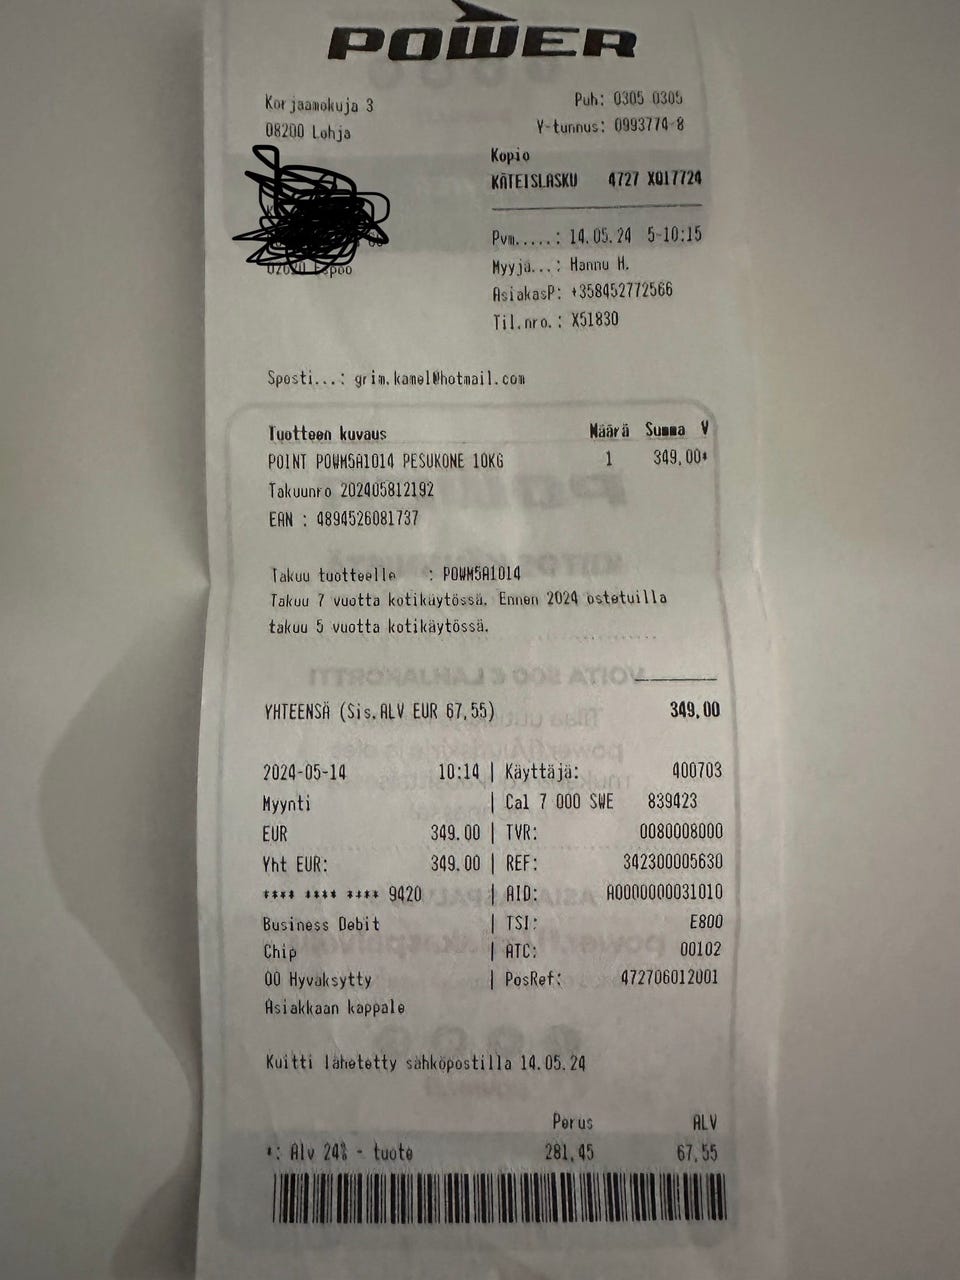 POWER
Korjaamokuja 3
08200 Lohja
Puh: 0305 0305
Y-tunnus: 0993774-8
Kopio
KÄTEISLASKU 4727 XQ17724
Espoo
Pvm.....: 14.05.24 5-10:15
Myyjä...: Hannu H.
AsiakasP: +358452772566
Til.nro.: X51830
Sposti...: grim.kamel@hotmail.com
Tuotteen kuvaus Määrä Summa V
POINT POWM5A1014 PESUKONE 10KG 1 349,00*
Takuunro 202405812192
EAN : 4894526081737
Takuu tuotteelle : POWM5A1014
Takuu 7 vuotta kotikäytössä. Ennen 2024 ostetuilla
takuu 5 vuotta kotikäytössä.
YHTEENSÄ (Sis.ALV EUR 67,55) 349,00
2024-05-14 10:14 | Käyttäjä: 400703
Myynti | Cal 7 000 SWE 839423
EUR 349.00 | TVR: 0080008000
Yht EUR: 349.00 | REF: 342300005630
**** **** **** 9420 | AID: A0000000031010
Business Debit | TSI: E800
Chip | ATC: 00102
00 Hyväksytty | PosRef: 472706012001
Asiakkaan kappale
Kuitti lähetetty sähköpostilla 14.05.24
Perus ALV
*: Alv 24% - tuote 281,45 67,55